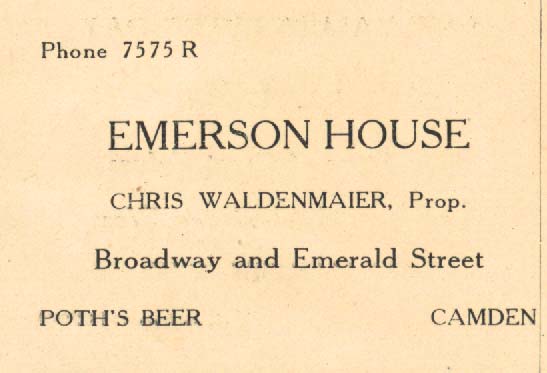 Phone 7575 R
EMERSON HOUSE
CHRIS WALDENMAIER, Prop.
Broadway and Emerald Street
POTH'S BEER CAMDEN